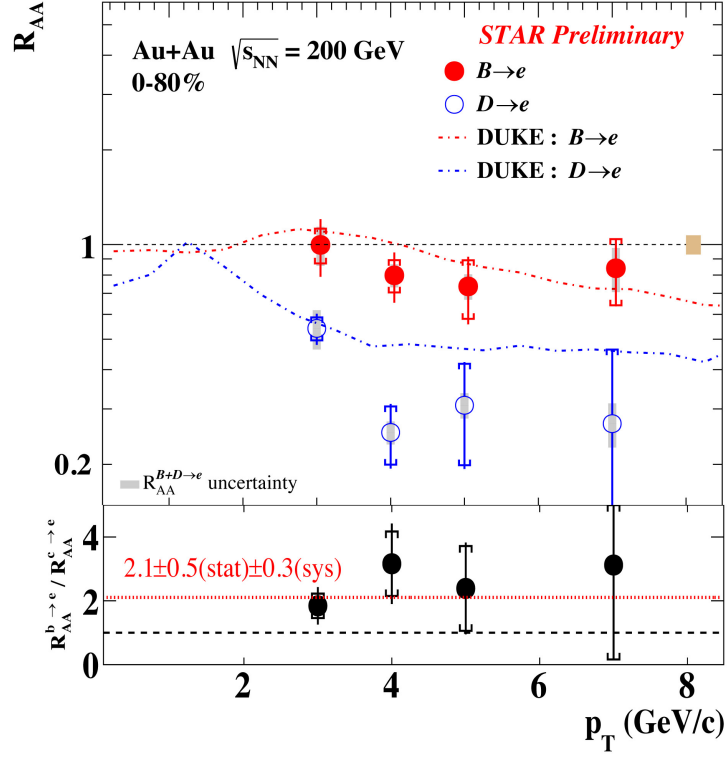 R_AA
Au+Au √s_NN = 200 GeV
0-80%
STAR Preliminary
B→e
D→e
DUKE : B→e
DUKE : D→e
1
0.2
R_AA^{B+D→e} uncertainty
R_AA^{b→e} / R_AA^{c→e}
4
2
0
2.1±0.5(stat)±0.3(sys)
2 4 6 8
p_T (GeV/c)